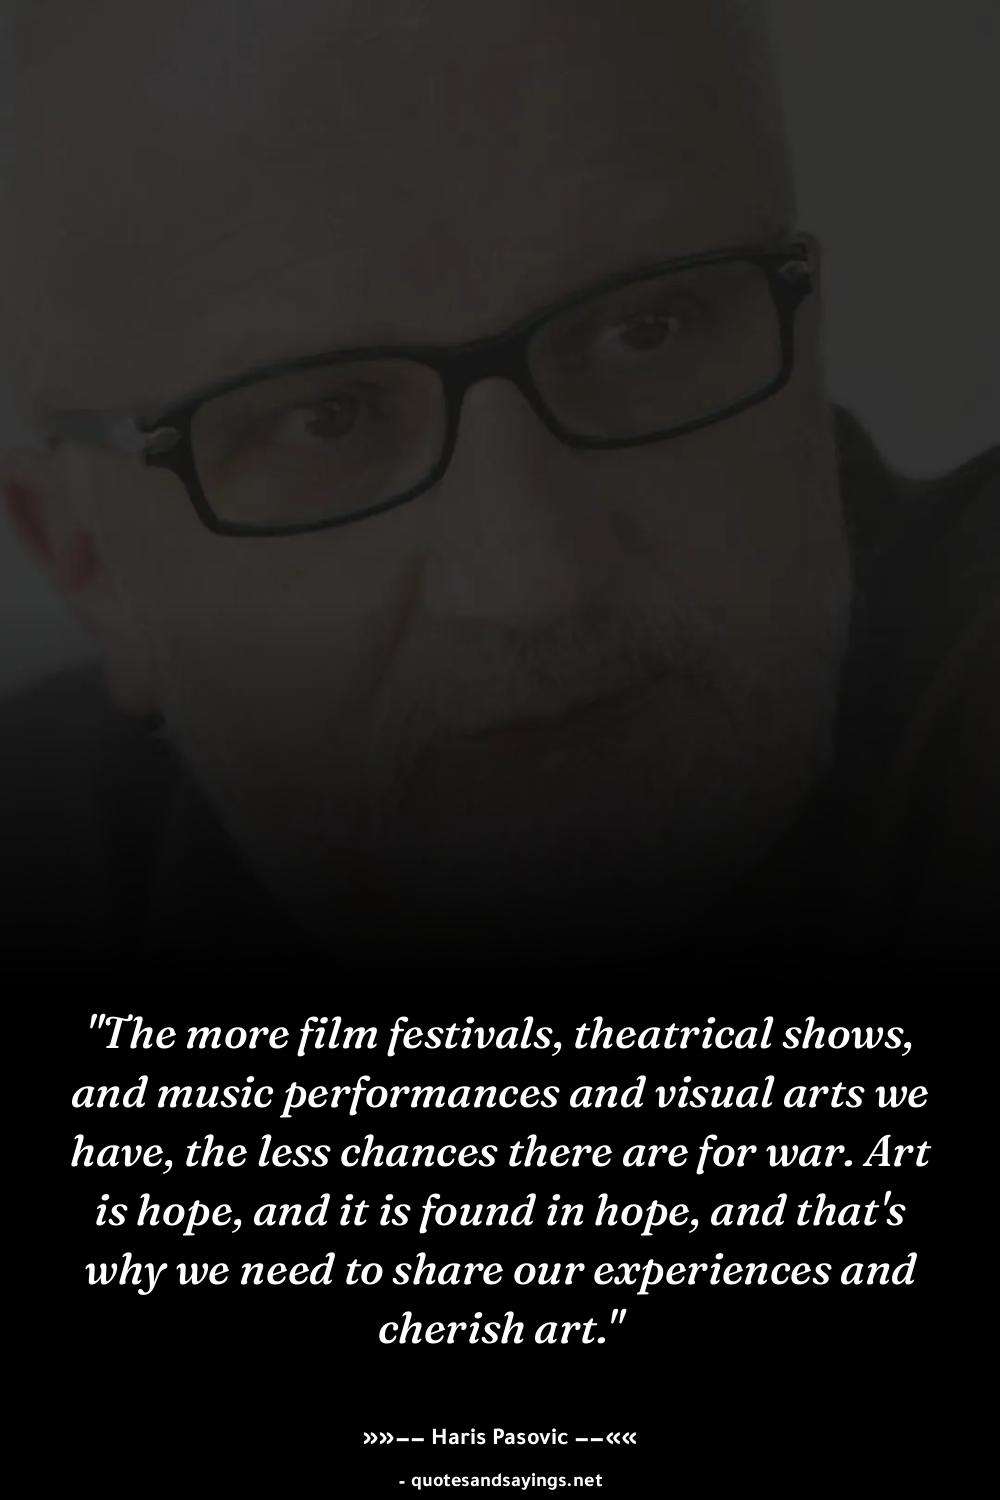 "The more film festivals, theatrical shows,
and music performances and visual arts we
have, the less chances there are for war. Art
is hope, and it is found in hope, and that's
why we need to share our experiences and
cherish art."
»»−− Haris Pasovic −−««
- quotesandsayings.net